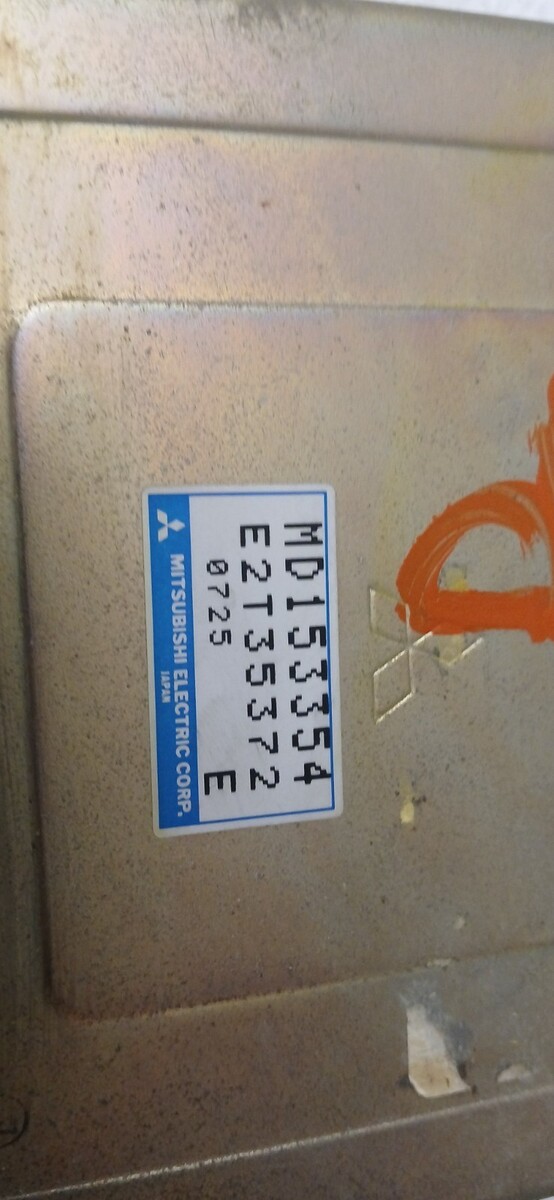 MD153354
E2T35372
0725 E
MITSUBISHI ELECTRIC CORP.
JAPAN